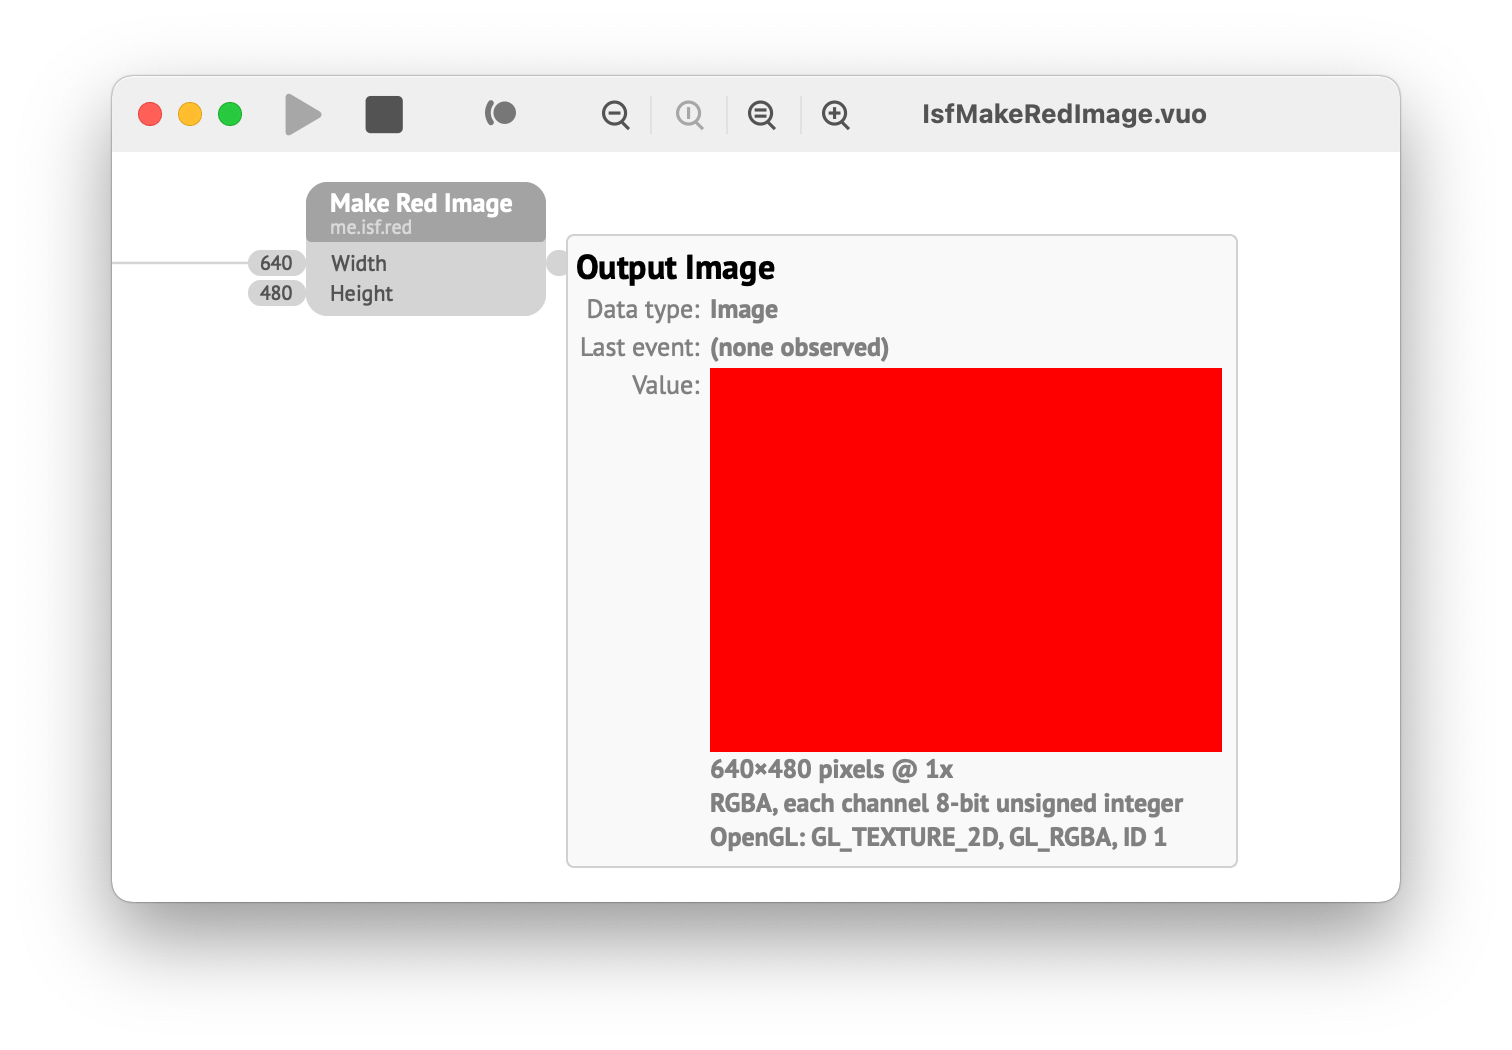 IsfMakeRedImage.vuo
Make Red Image
me.isf.red
640 Width
480 Height
Output Image
Data type: Image
Last event: (none observed)
Value:
640×480 pixels @ 1x
RGBA, each channel 8-bit unsigned integer
OpenGL: GL_TEXTURE_2D, GL_RGBA, ID 1